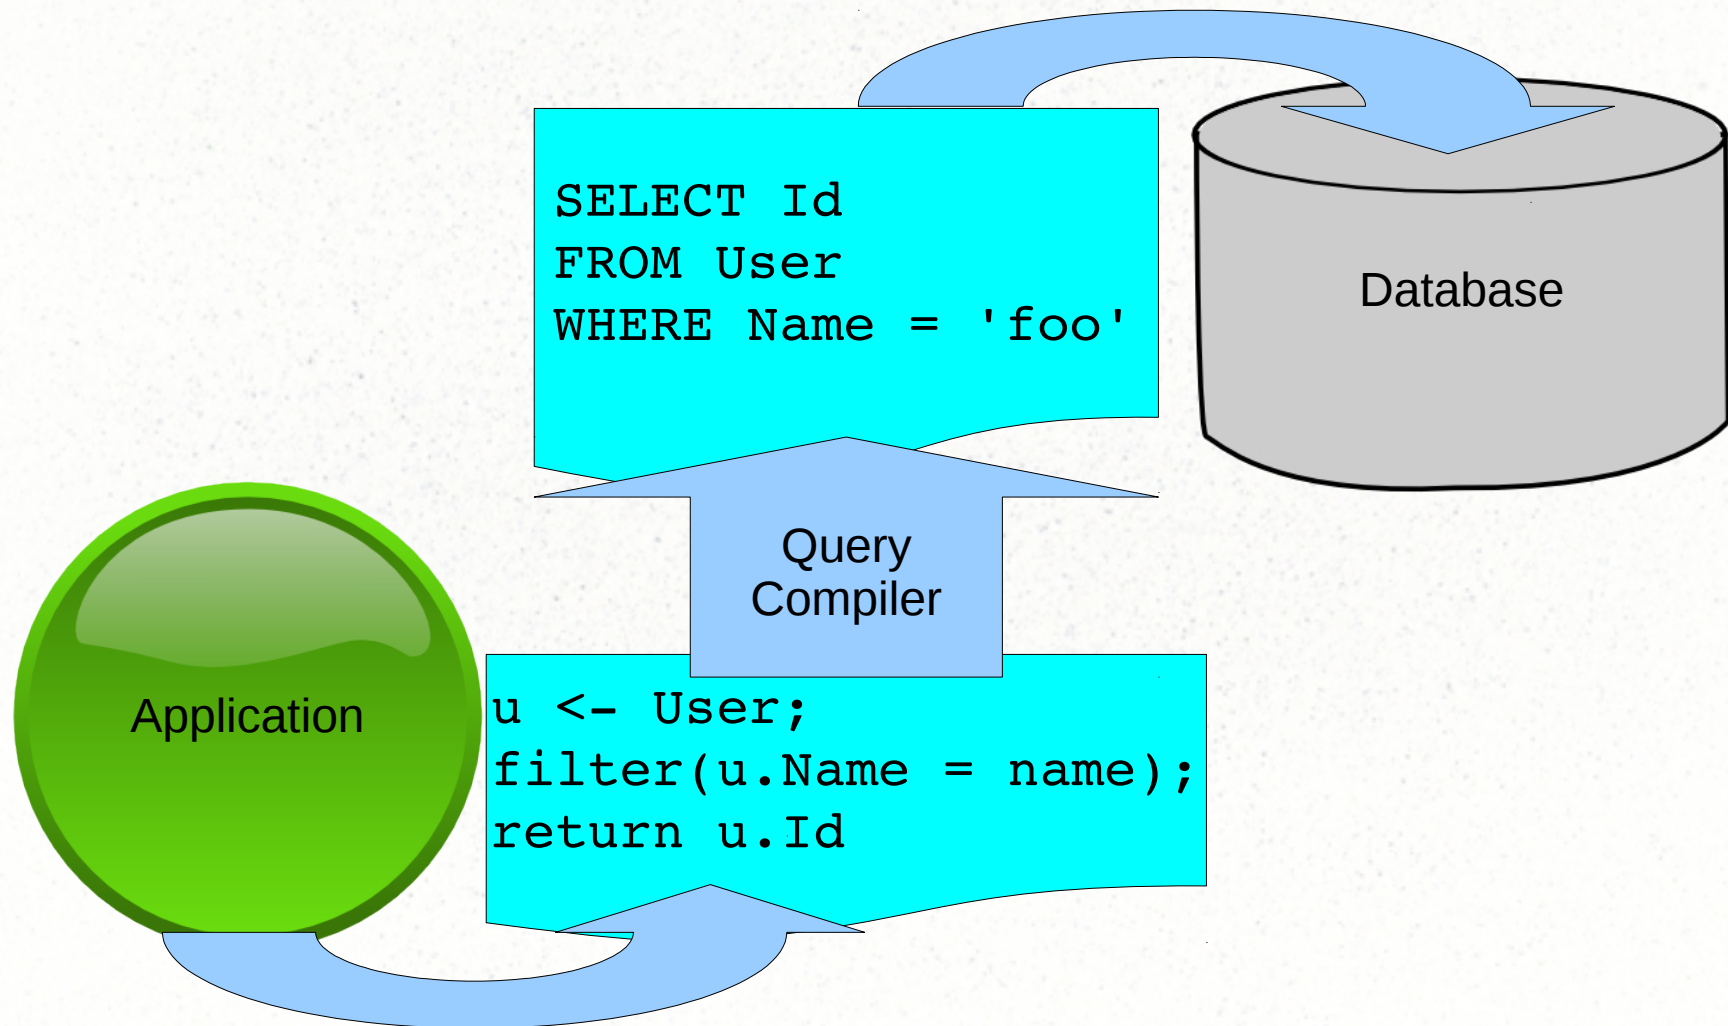 SELECT Id
FROM User
WHERE Name = 'foo'
Database
Query
Compiler
Application
u <- User;
filter(u.Name = name);
return u.Id